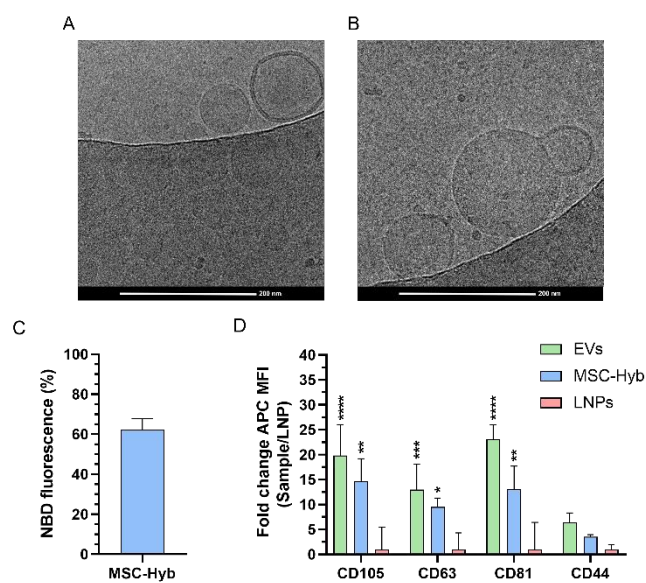 A
B
200 nm
200 nm
C
D
NBD fluorescence (%)
100
80
60
40
20
0
MSC-Hyb
Fold change APC MFI
(Sample/LNP)
40
35
30
25
20
15
10
5
0
****
**
***
*
****
**
CD105
CD63
CD81
CD44
EVs
MSC-Hyb
LNPs